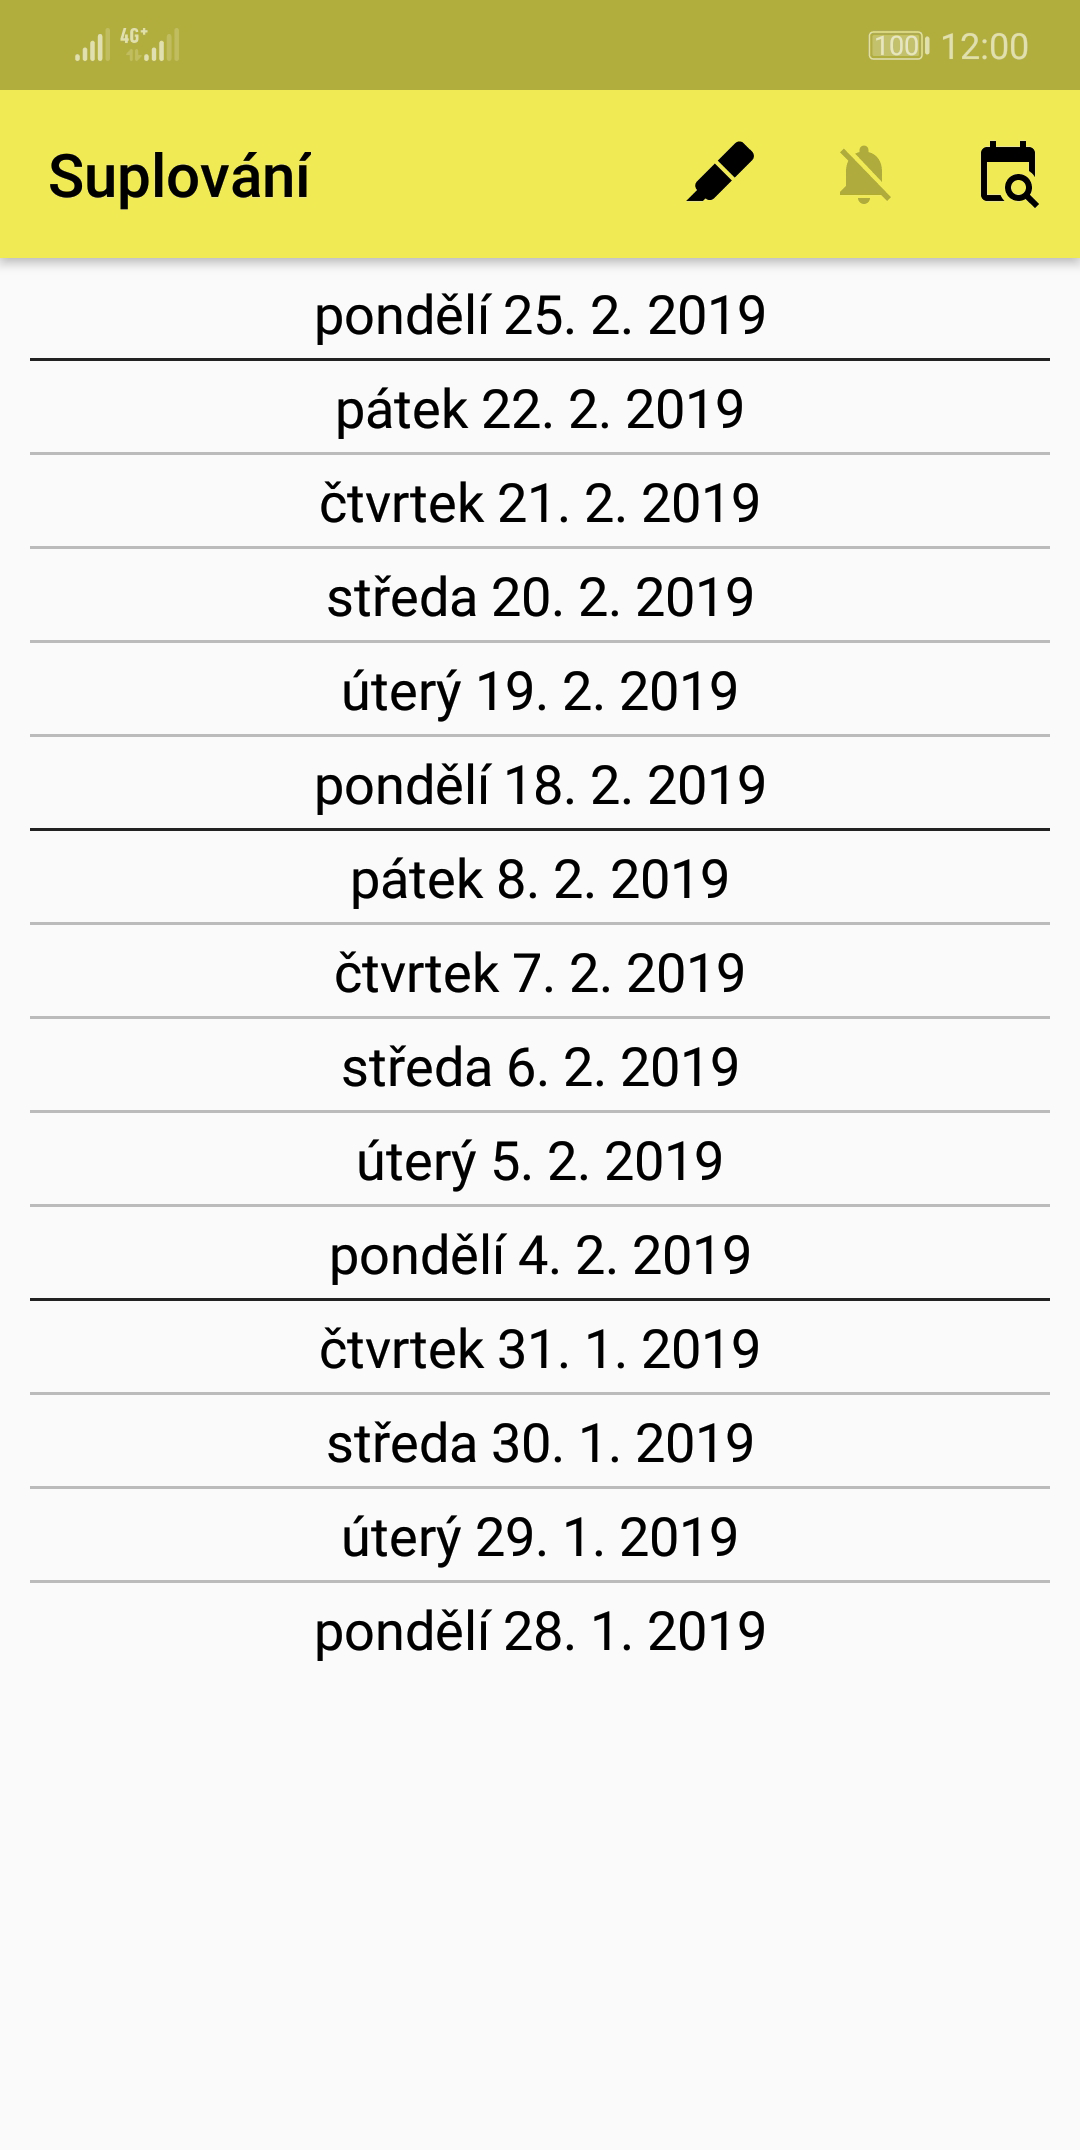 4G+ 100 12:00
Suplování
pondělí 25. 2. 2019
pátek 22. 2. 2019
čtvrtek 21. 2. 2019
středa 20. 2. 2019
úterý 19. 2. 2019
pondělí 18. 2. 2019
pátek 8. 2. 2019
čtvrtek 7. 2. 2019
středa 6. 2. 2019
úterý 5. 2. 2019
pondělí 4. 2. 2019
čtvrtek 31. 1. 2019
středa 30. 1. 2019
úterý 29. 1. 2019
pondělí 28. 1. 2019